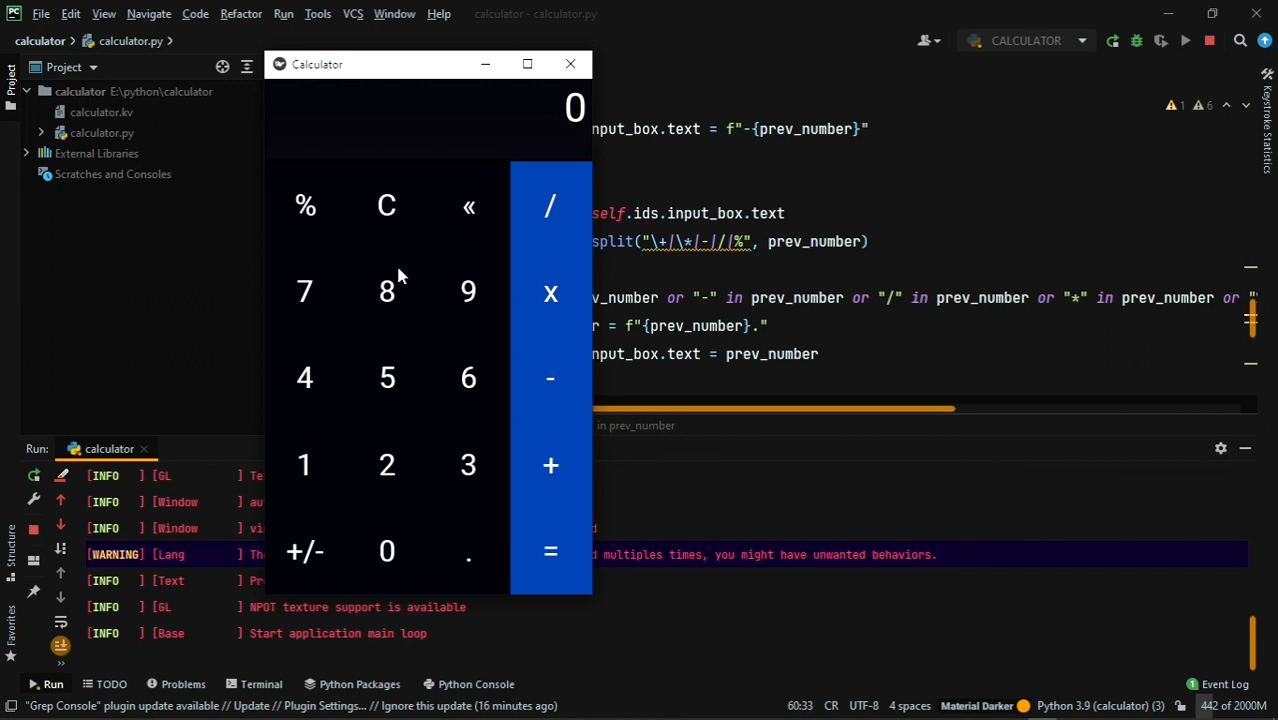 PC File Edit View Navigate Code Refactor Run Tools VCS Window Help calculator - calculator.py
calculator > calculator.py > CALCULATOR
Project
calculator E:\python\calculator
calculator.kv
calculator.py
External Libraries
Scratches and Consoles
Calculator
0
% C « /
7 8 9 x
4 5 6 -
1 2 3 +
+/- 0 . =
1 6
nput_box.text = f"-{prev_number}"
self.ids.input_box.text
split("\+|\*|-|/|%", prev_number)
v_number or "-" in prev_number or "/" in prev_number or "*" in prev_number or "
r = f"{prev_number}."
nput_box.text = prev_number
in prev_number
Project
Structure
Favorites
Keystroke Statistics
Run: calculator
[INFO ] [GL ] Te
[INFO ] [Window ] au
[INFO ] [Window ] vi d
[WARNING] [Lang ] Th d multiples times, you might have unwanted behaviors.
[INFO ] [Text ] Pr
[INFO ] [GL ] NPOT texture support is available
[INFO ] [Base ] Start application main loop
Run TODO Problems Terminal Python Packages Python Console 1 Event Log
"Grep Console" plugin update available // Update // Plugin Settings... // Ignore this update (16 minutes ago) 60:33 CR UTF-8 4 spaces Material Darker Python 3.9 (calculator) (3) 442 of 2000M